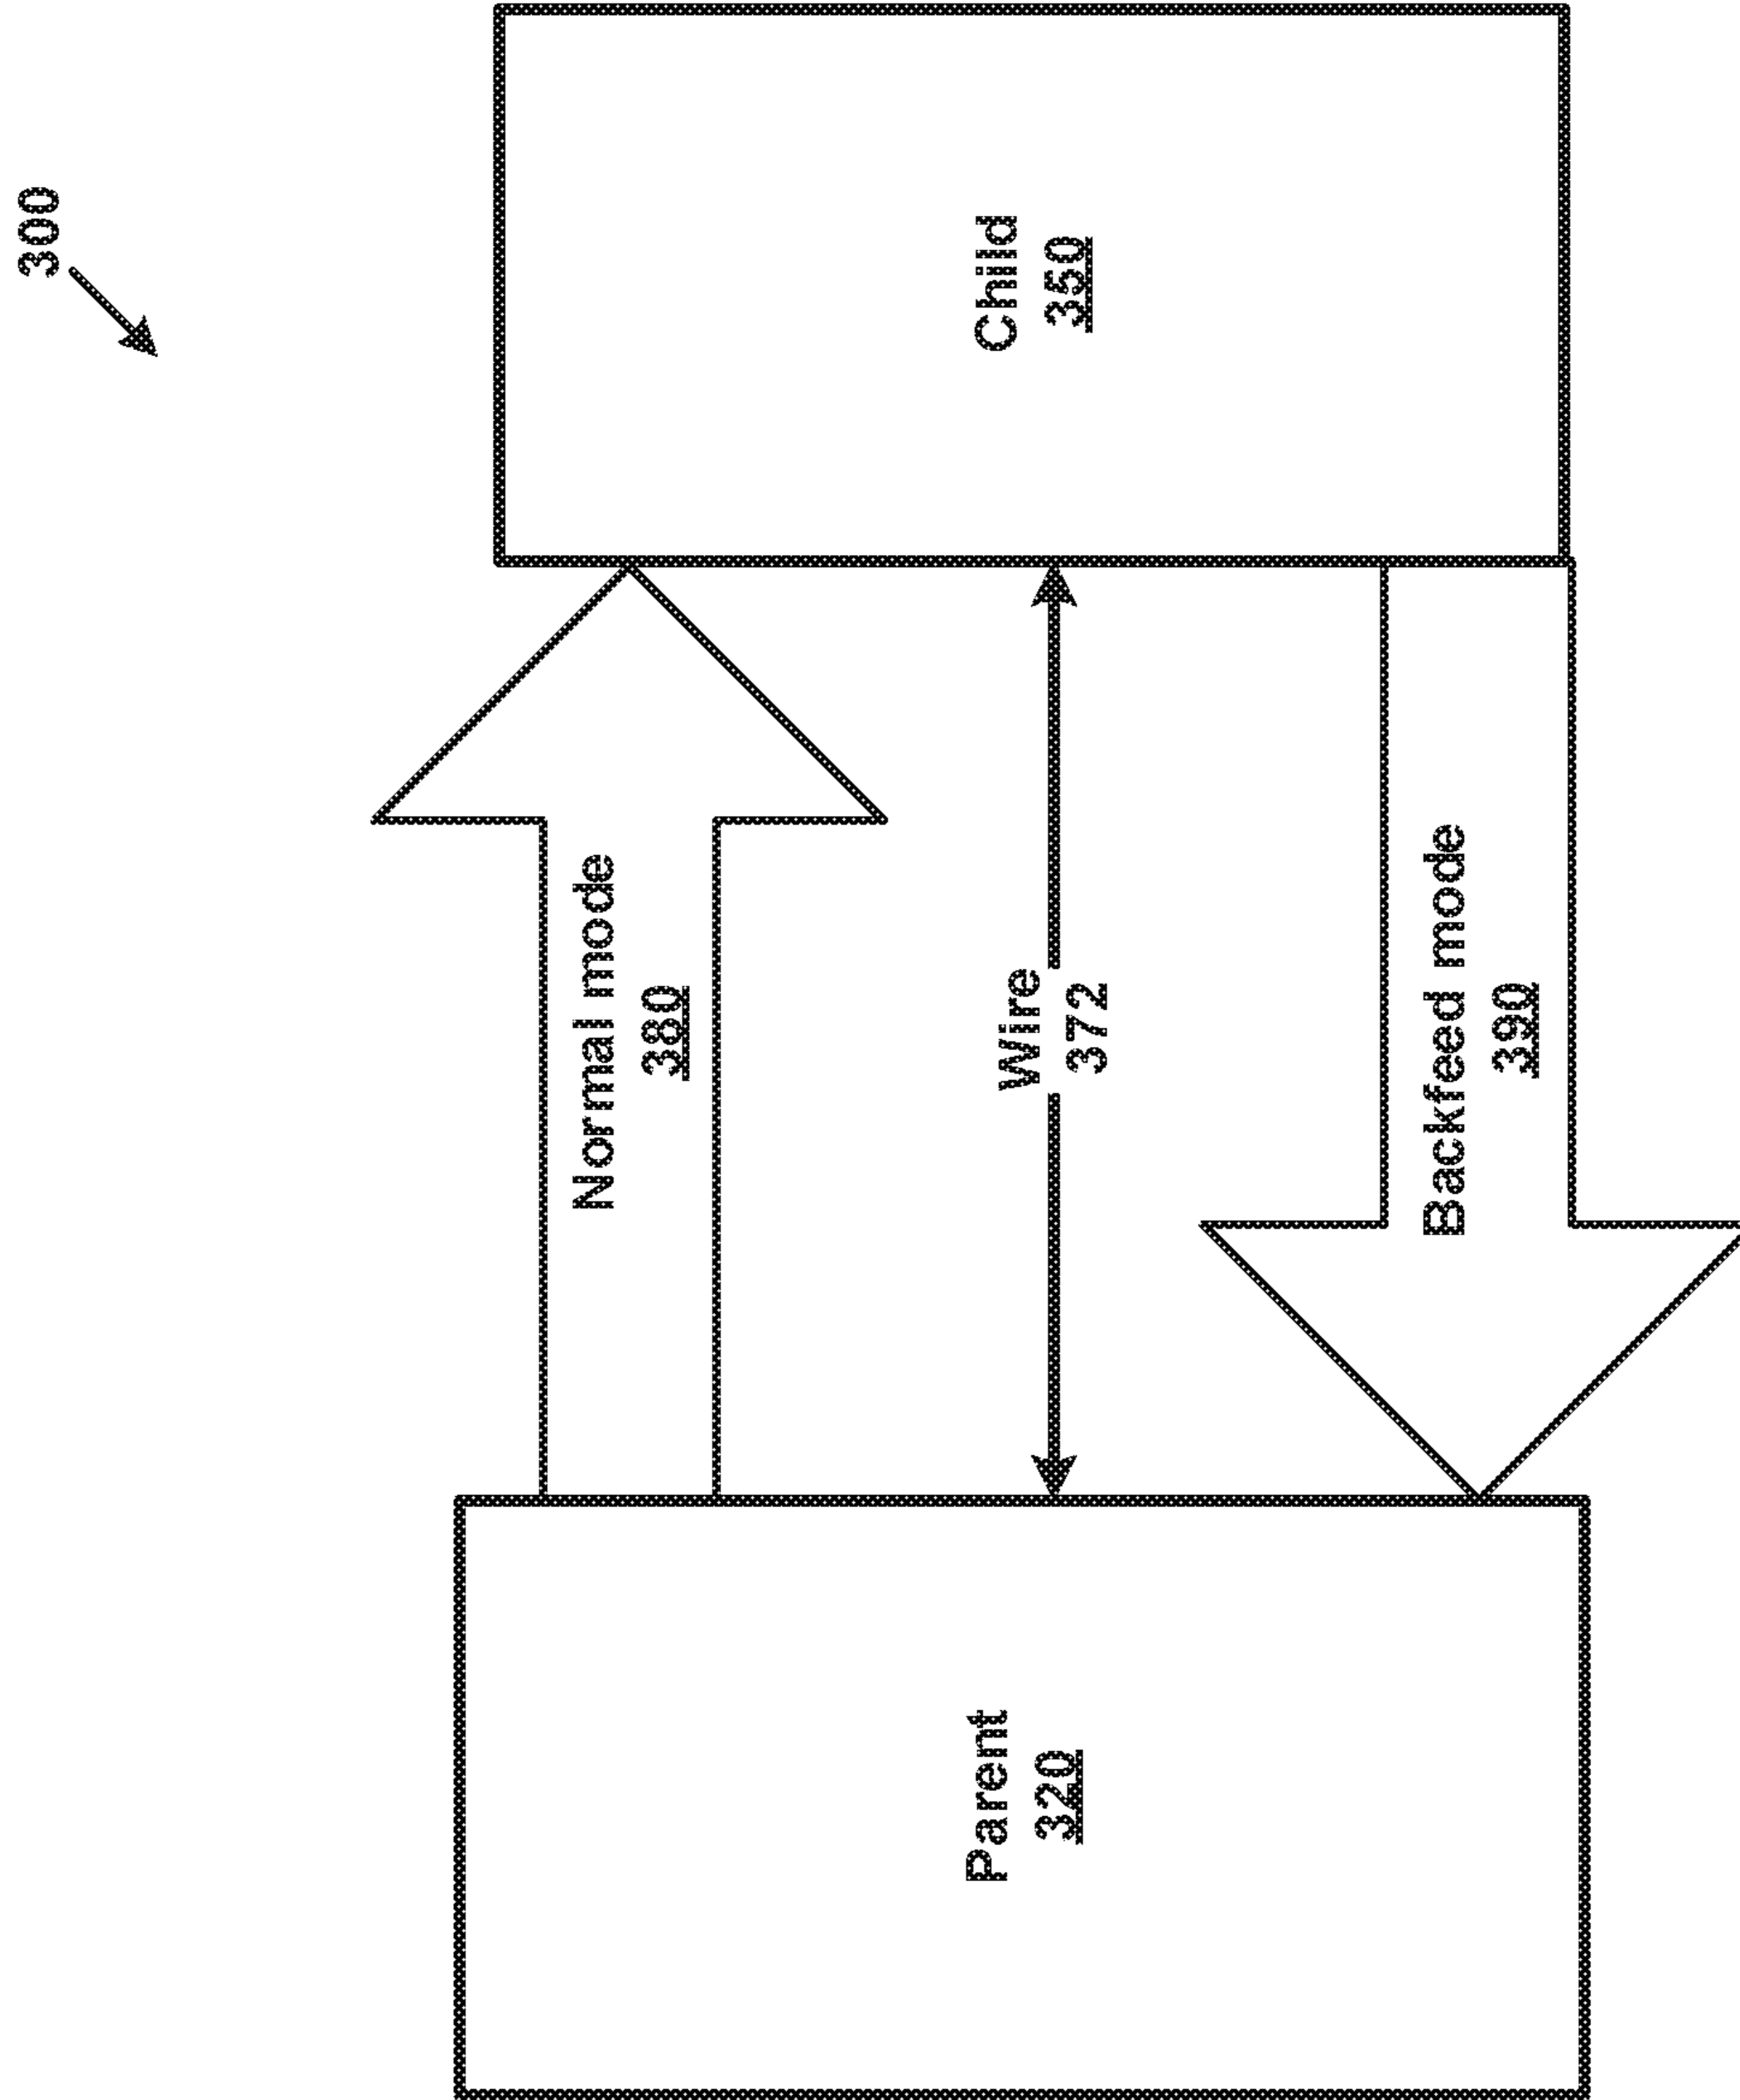 300
Parent
320
Normal mode
380
Wire
372
Backfeed mode
390
Child
350